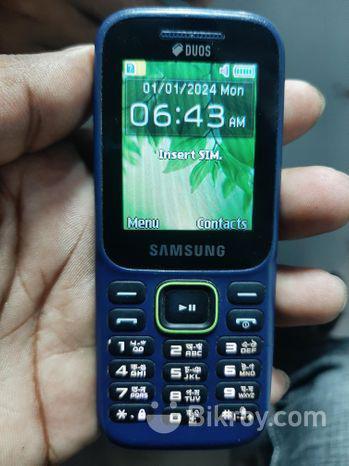 DUOS
01/01/2024 Mon
06:43 AM
Insert SIM.
Menu Contacts
SAMSUNG
1 2 ABC 3 DEF
4 GHI 5 JKL 6 MNO
7 PQRS 8 TUV 9 WXYZ
* 0 #
Bikroy.com